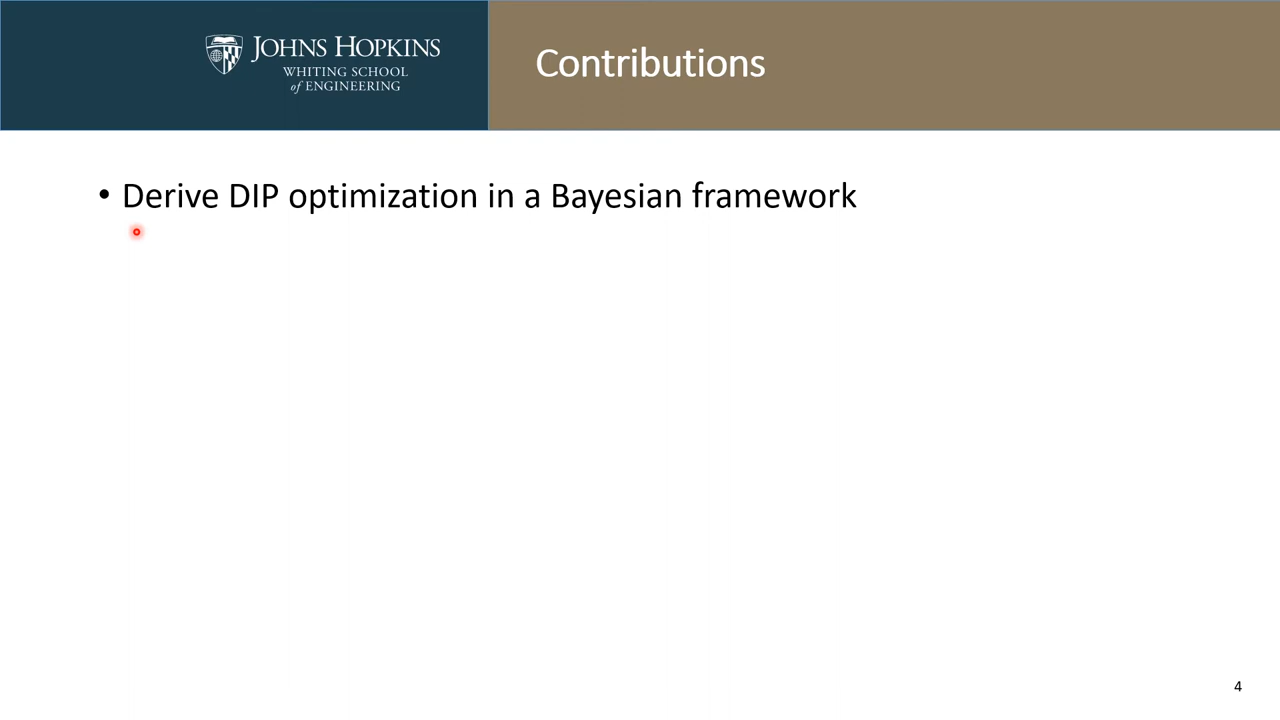 JOHNS HOPKINS
WHITING SCHOOL
of ENGINEERING
Contributions
• Derive DIP optimization in a Bayesian framework
4